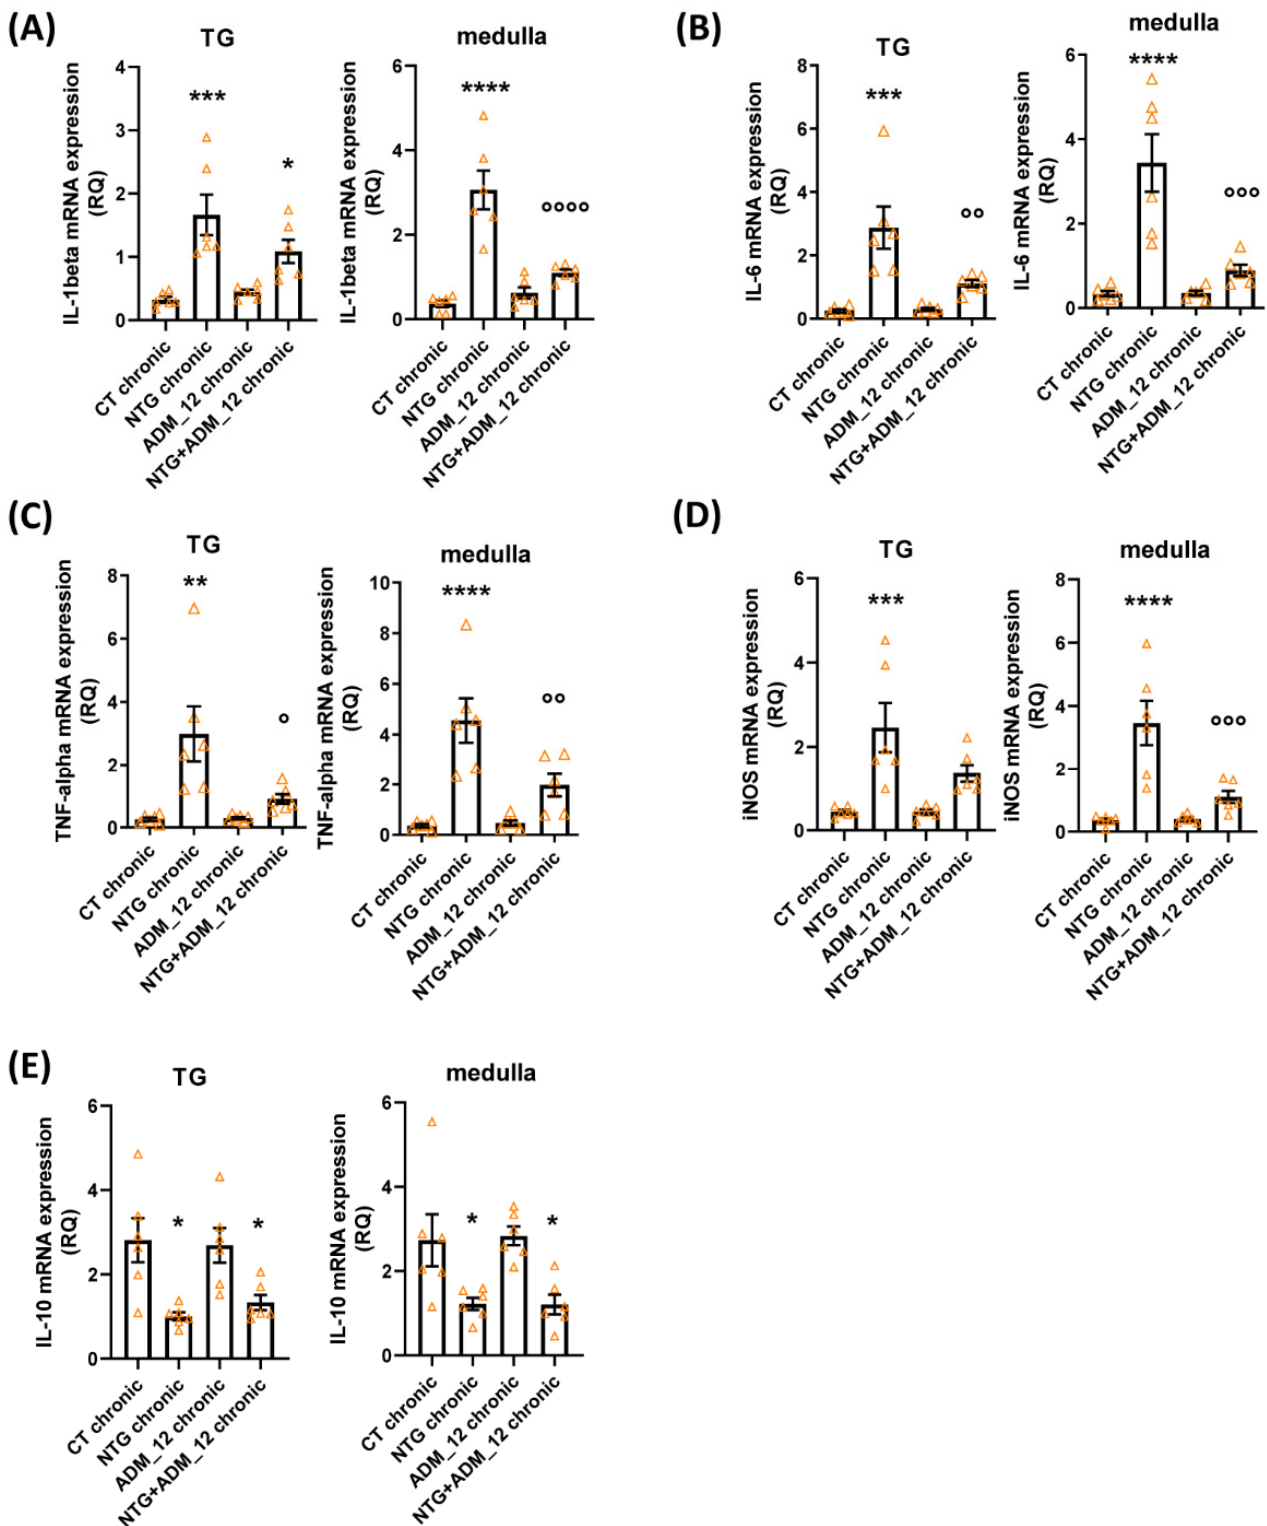 (A)
TG
IL-1beta mRNA expression
(RQ)
4
3
2
1
0
***
*
CT chronic
NTG chronic
ADM_12 chronic
NTG+ADM_12 chronic
medulla
IL-1beta mRNA expression
(RQ)
6
4
2
0
****
°°°°
CT chronic
NTG chronic
ADM_12 chronic
NTG+ADM_12 chronic
(B)
TG
IL-6 mRNA expression
(RQ)
8
6
4
2
0
***
°°
CT chronic
NTG chronic
ADM_12 chronic
NTG+ADM_12 chronic
medulla
IL-6 mRNA expression
(RQ)
6
4
2
0
****
°°°
CT chronic
NTG chronic
ADM_12 chronic
NTG+ADM_12 chronic
(C)
TG
TNF-alpha mRNA expression
(RQ)
8
6
4
2
0
**
°
CT chronic
NTG chronic
ADM_12 chronic
NTG+ADM_12 chronic
medulla
TNF-alpha mRNA expression
(RQ)
10
8
6
4
2
0
****
°°
CT chronic
NTG chronic
ADM_12 chronic
NTG+ADM_12 chronic
(D)
TG
iNOS mRNA expression
(RQ)
6
4
2
0
***
CT chronic
NTG chronic
ADM_12 chronic
NTG+ADM_12 chronic
medulla
iNOS mRNA expression
(RQ)
8
6
4
2
0
****
°°°
CT chronic
NTG chronic
ADM_12 chronic
NTG+ADM_12 chronic
(E)
TG
IL-10 mRNA expression
(RQ)
6
4
2
0
*
*
CT chronic
NTG chronic
ADM_12 chronic
NTG+ADM_12 chronic
medulla
IL-10 mRNA expression
(RQ)
6
4
2
0
*
*
CT chronic
NTG chronic
ADM_12 chronic
NTG+ADM_12 chronic